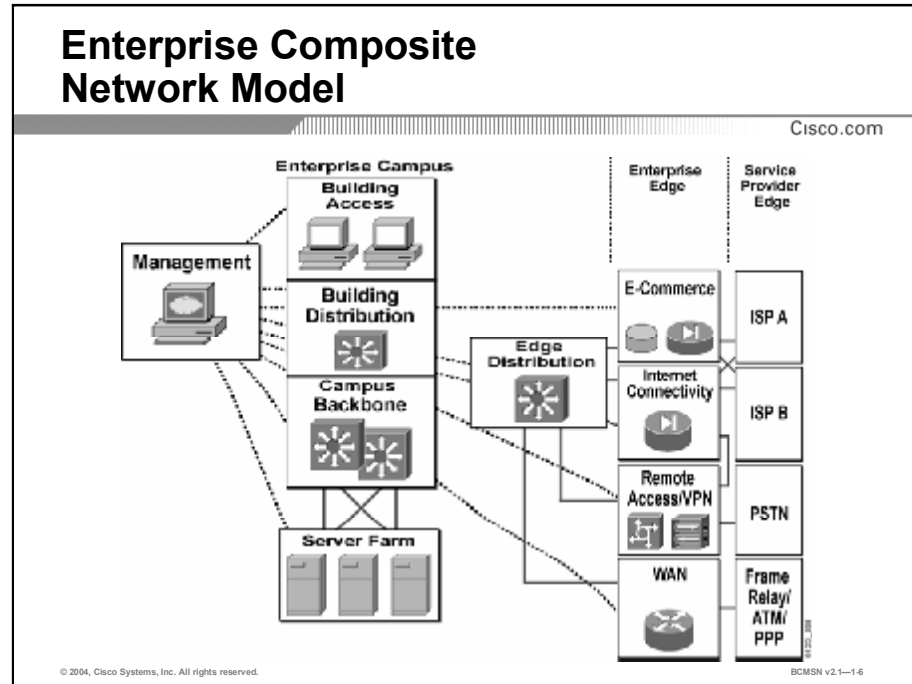 Enterprise Composite
Network Model
Cisco.com
Enterprise Campus
Building
Access
Management
Building
Distribution
Campus
Backbone
Server Farm
Edge
Distribution
Enterprise
Edge
Service
Provider
Edge
E-Commerce
ISP A
Internet
Connectivity
ISP B
Remote
Access/VPN
PSTN
WAN
Frame
Relay/
ATM/
PPP
© 2004, Cisco Systems, Inc. All rights reserved.
BCMSN v2.1—1-6